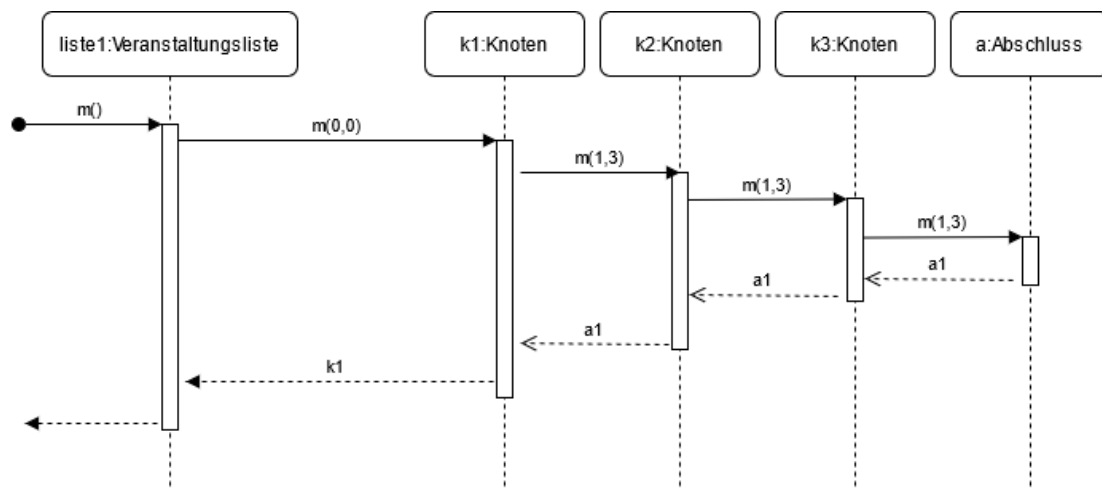 liste1:Veranstaltungsliste
k1:Knoten
k2:Knoten
k3:Knoten
a:Abschluss
m()
m(0,0)
m(1,3)
m(1,3)
m(1,3)
a1
a1
a1
k1